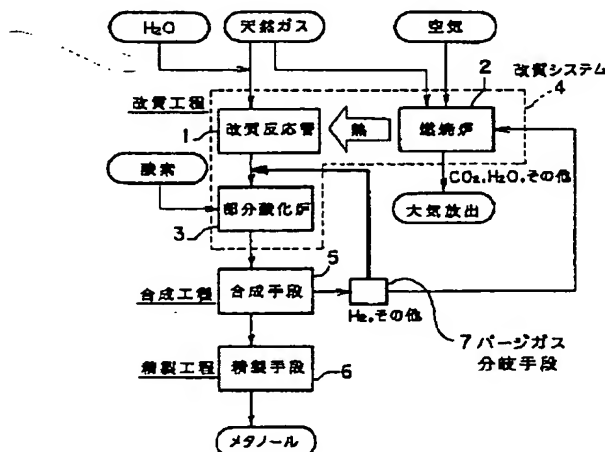 H₂O
天然ガス
空気
改質システム
4
2
改質工程
1
改質反応管
熱
燃焼炉
酸素
CO₂,H₂O,その他
部分酸化炉
3
大気放出
5
合成工程
合成手段
H₂,その他
7 パージガス
分岐手段
精製工程
精製手段
6
メタノール